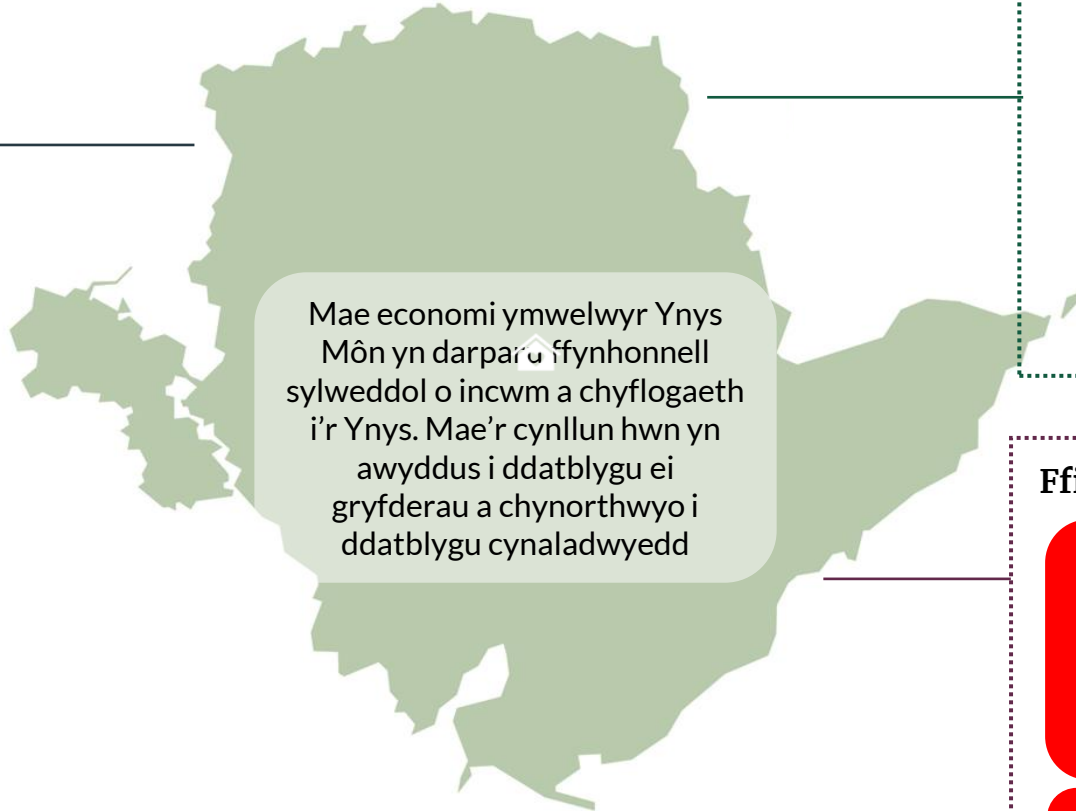 Mae economi ymwelwyr Ynys
Môn yn darparu ffynhonnell
sylweddol o incwm a chyflogaeth
i’r Ynys. Mae’r cynllun hwn yn
awyddus i ddatblygu ei
gryfderau a chynorthwyo i
ddatblygu cynaladwyedd